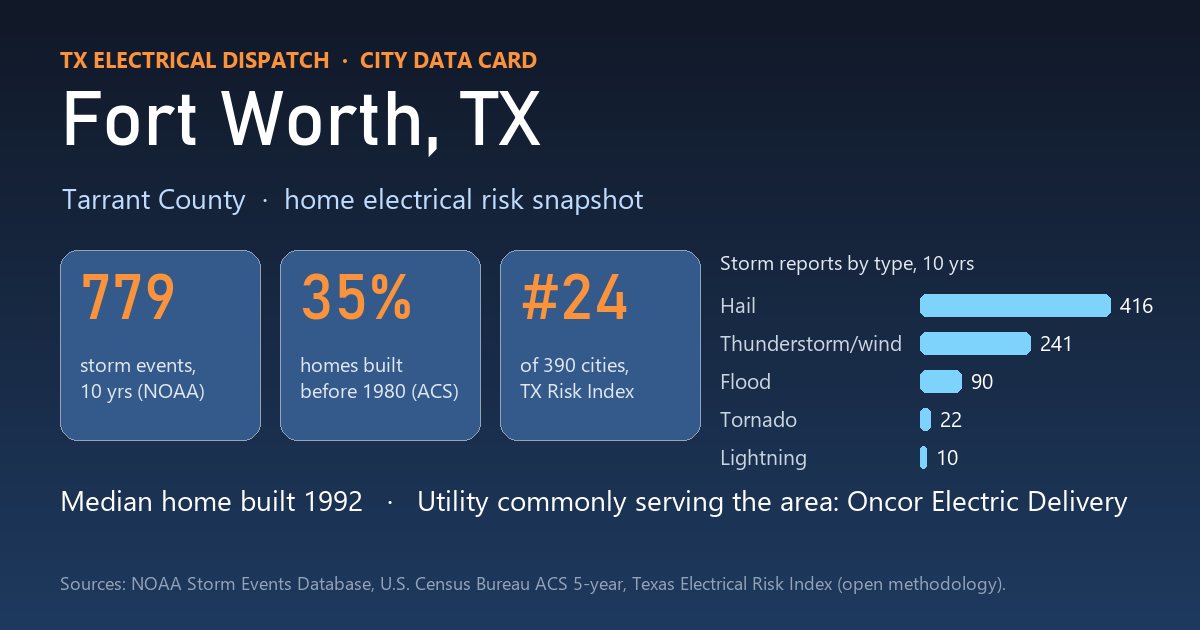 TX ELECTRICAL DISPATCH · CITY DATA CARD
Fort Worth, TX
Tarrant County · home electrical risk snapshot
779
storm events,
10 yrs (NOAA)
35%
homes built
before 1980 (ACS)
#24
of 390 cities,
TX Risk Index
Storm reports by type, 10 yrs
Hail 416
Thunderstorm/wind 241
Flood 90
Tornado 22
Lightning 10
Median home built 1992 · Utility commonly serving the area: Oncor Electric Delivery
Sources: NOAA Storm Events Database, U.S. Census Bureau ACS 5-year, Texas Electrical Risk Index (open methodology).